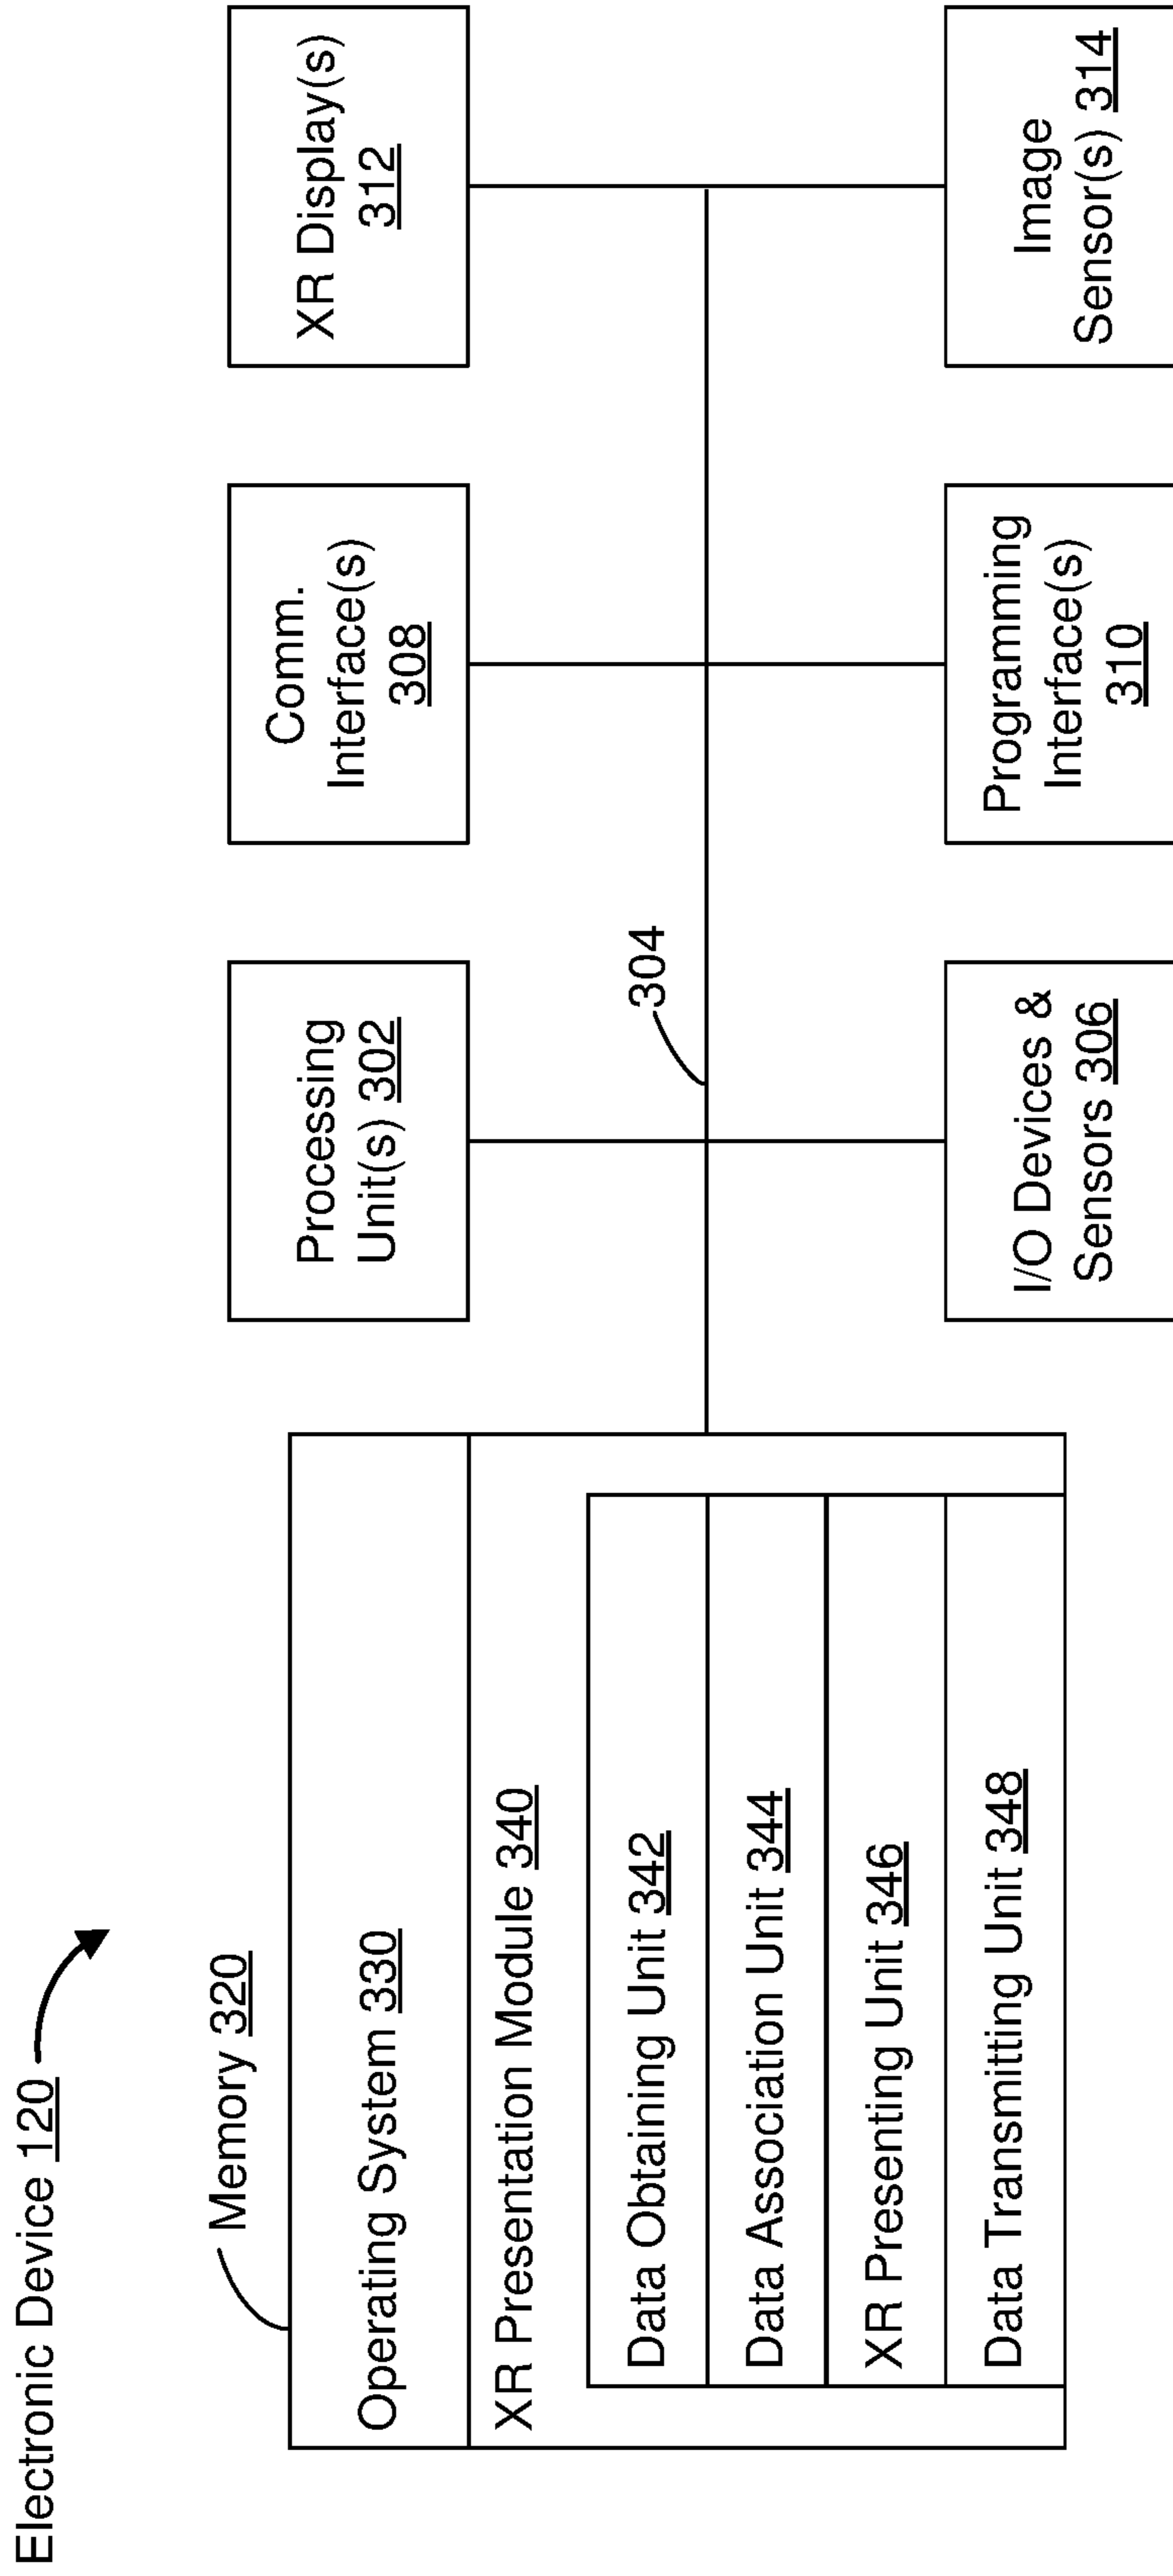 Electronic Device 120
Memory 320
Operating System 330
XR Presentation Module 340
Data Obtaining Unit 342
Data Association Unit 344
XR Presenting Unit 346
Data Transmitting Unit 348
Processing
Unit(s) 302
Comm.
Interface(s)
308
XR Display(s)
312
304
I/O Devices &
Sensors 306
Programming
Interface(s)
310
Image
Sensor(s) 314